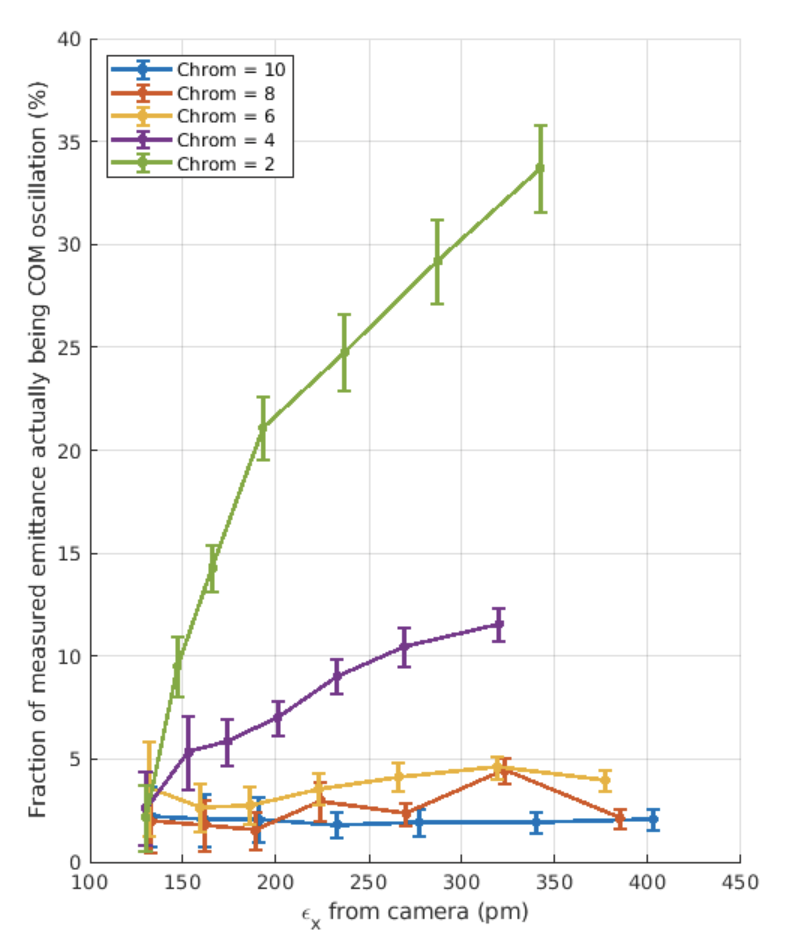 40
35
30
25
20
15
10
5
0
Fraction of measured emittance actually being COM oscillation (%)
Chrom = 10
Chrom = 8
Chrom = 6
Chrom = 4
Chrom = 2
100 150 200 250 300 350 400 450
ϵx from camera (pm)